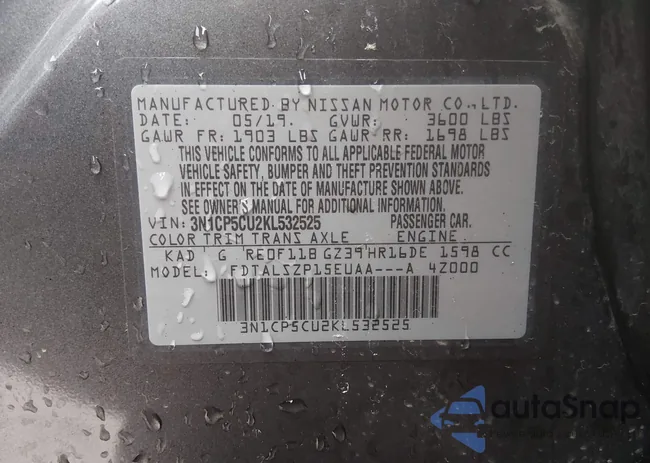 MANUFACTURED BY NISSAN MOTOR CO., LTD.
DATE: 05/19. GVWR: 3600 LBS
GAWR FR: 1903 LBS GAWR RR: 1698 LBS
THIS VEHICLE CONFORMS TO ALL APPLICABLE FEDERAL MOTOR
VEHICLE SAFETY, BUMPER AND THEFT PREVENTION STANDARDS
IN EFFECT ON THE DATE OF MANUFACTURE SHOWN ABOVE.
SEE OWNER'S MANUAL FOR ADDITIONAL INFORMATION.
VIN: 3N1CP5CU2KL532525 PASSENGER CAR.
COLOR TRIM TRANS AXLE ENGINE
KAD G RE0F11B GZ39 HR16DE 1598 CC
MODEL: FDTALSZP15EUAA---A 4Z000
3N1CP5CU2KL532525
autoSnap